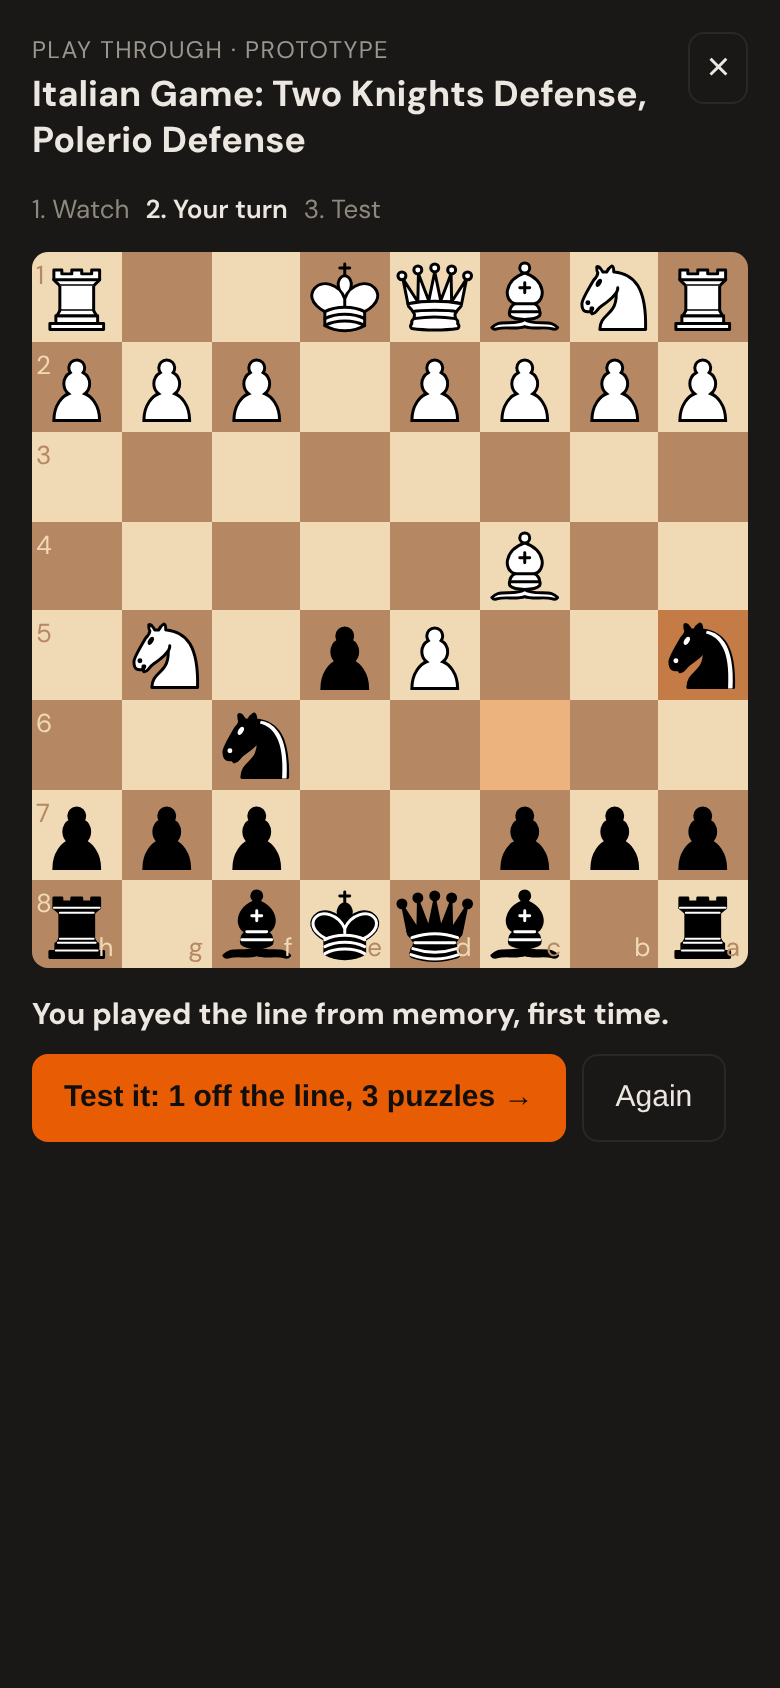 PLAY THROUGH · PROTOTYPE
Italian Game: Two Knights Defense,
Polerio Defense
×
1. Watch 2. Your turn 3. Test
1
2
3
4
5
6
7
8
h g f e d c b a
You played the line from memory, first time.
Test it: 1 off the line, 3 puzzles →
Again